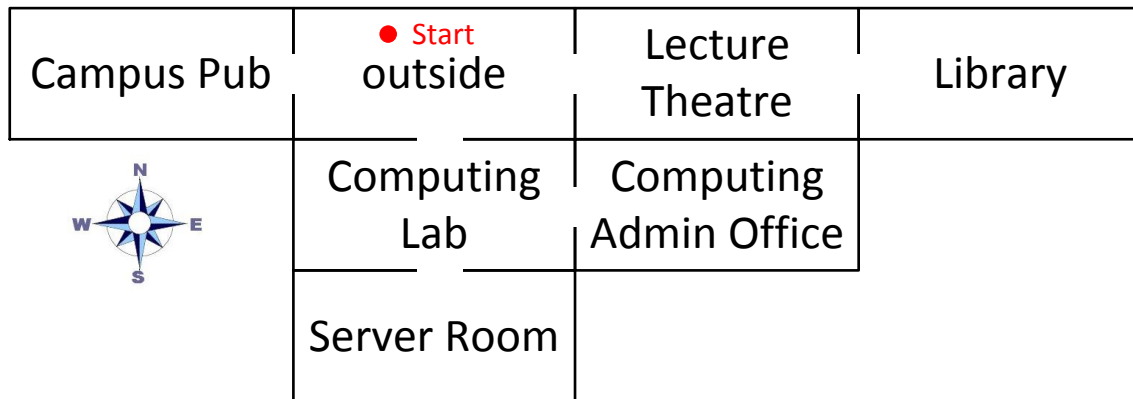 Start
Campus Pub
outside
Lecture
Theatre
Library
N
W
E
S
Computing
Lab
Computing
Admin Office
Server Room